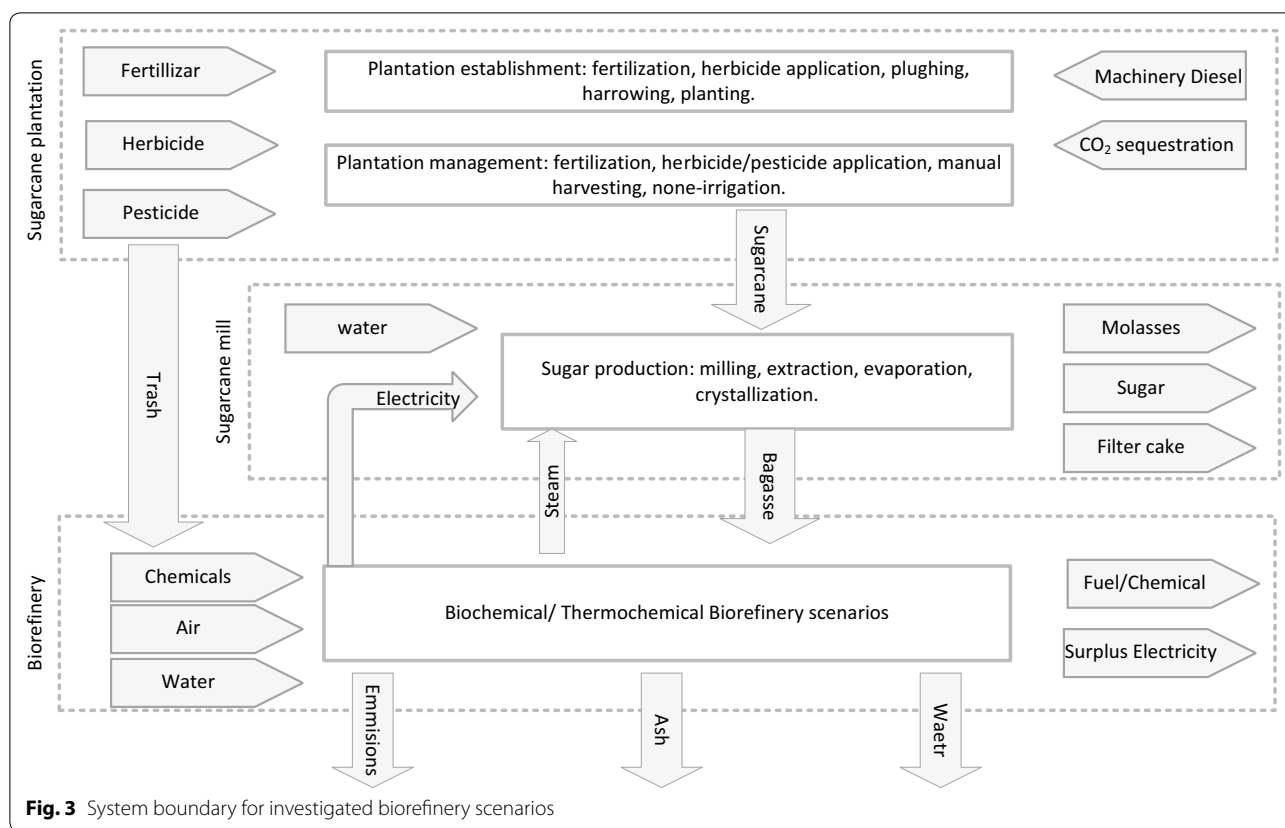 Sugarcane plantation
Fertillizar
Herbicide
Pesticide
Plantation establishment: fertilization, herbicide application, plughing,
harrowing, planting.
Plantation management: fertilization, herbicide/pesticide application, manual
harvesting, none-irrigation.
Machinery Diesel
CO₂ sequestration
Trash
Sugarcane
Sugarcane mill
water
Electricity
Sugar production: milling, extraction, evaporation,
crystallization.
Molasses
Sugar
Filter cake
Steam
Bagasse
Biorefinery
Chemicals
Air
Water
Biochemical/ Thermochemical Biorefinery scenarios
Fuel/Chemical
Surplus Electricity
Emmisions
Ash
Waetr
Fig. 3 System boundary for investigated biorefinery scenarios